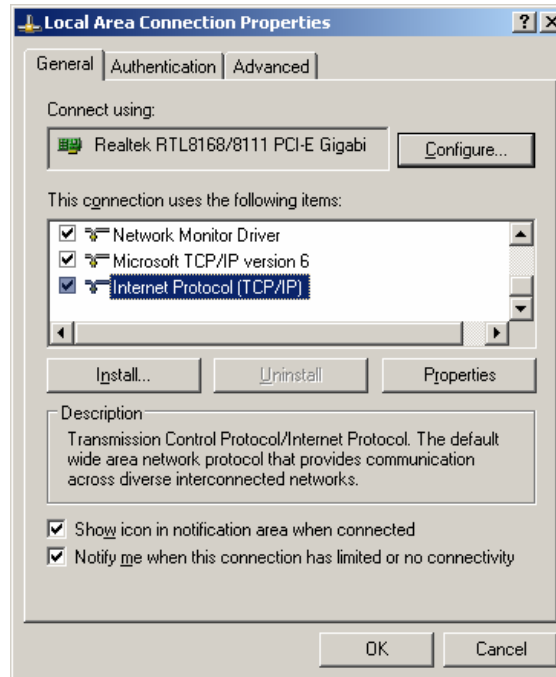 Local Area Connection Properties
General Authentication Advanced
Connect using:
Realtek RTL8168/8111 PCI-E Gigabi
Configure...
This connection uses the following items:
Network Monitor Driver
Microsoft TCP/IP version 6
Internet Protocol (TCP/IP)
Install... Uninstall Properties
Description
Transmission Control Protocol/Internet Protocol. The default
wide area network protocol that provides communication
across diverse interconnected networks.
Show icon in notification area when connected
Notify me when this connection has limited or no connectivity
OK Cancel